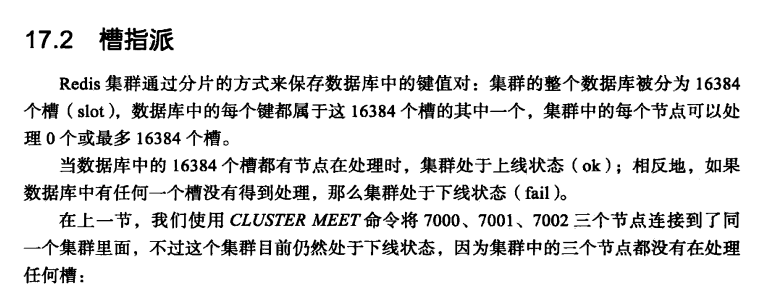 17.2 槽指派
Redis 集群通过分片的方式来保存数据库中的键值对：集群的整个数据库被分为 16384
个槽（slot），数据库中的每个键都属于这 16384 个槽的其中一个，集群中的每个节点可以处
理 0 个或最多 16384 个槽。
当数据库中的 16384 个槽都有节点在处理时，集群处于上线状态（ok）；相反地，如果
数据库中有任何一个槽没有得到处理，那么集群处于下线状态（fail）。
在上一节，我们使用 CLUSTER MEET 命令将 7000、7001、7002 三个节点连接到了同
一个集群里面，不过这个集群目前仍然处于下线状态，因为集群中的三个节点都没有在处理
任何槽：